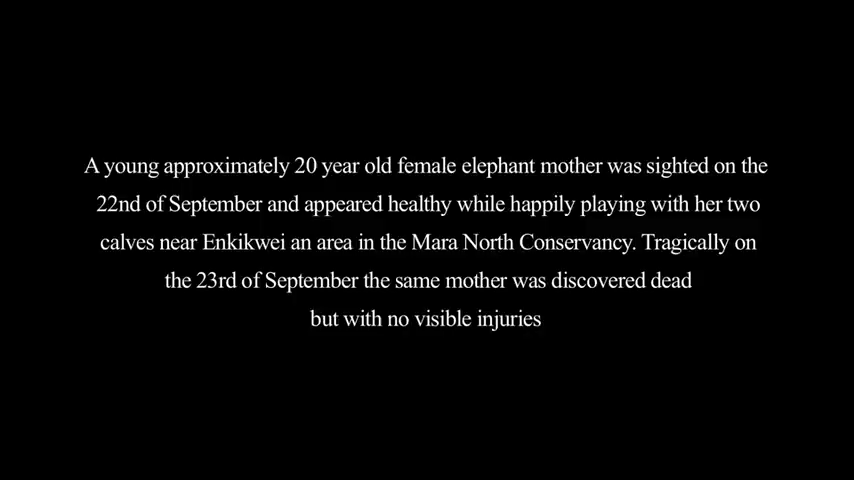 A young approximately 20 year old female elephant mother was sighted on the
22nd of September and appeared healthy while happily playing with her two
calves near Enkikwei an area in the Mara North Conservancy. Tragically on
the 23rd of September the same mother was discovered dead
but with no visible injuries